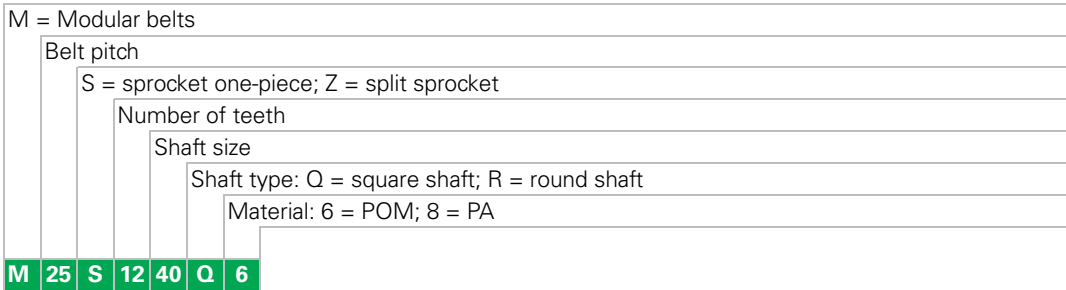 M = Modular belts
Belt pitch
S = sprocket one-piece; Z = split sprocket
Number of teeth
Shaft size
Shaft type: Q = square shaft; R = round shaft
Material: 6 = POM; 8 = PA
M 25 S 12 40 Q 6